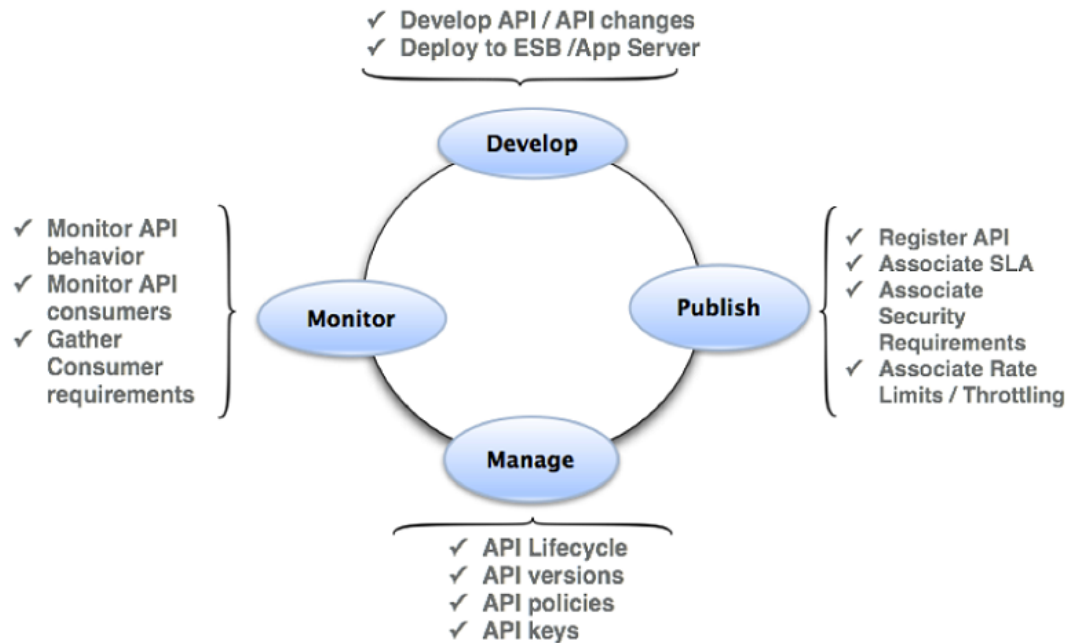 ✓ Develop API / API changes
✓ Deploy to ESB /App Server
Develop
✓ Monitor API
behavior
✓ Monitor API
consumers
✓ Gather
Consumer
requirements
Monitor
Publish
✓ Register API
✓ Associate SLA
✓ Associate
Security
Requirements
✓ Associate Rate
Limits / Throttling
Manage
✓ API Lifecycle
✓ API versions
✓ API policies
✓ API keys